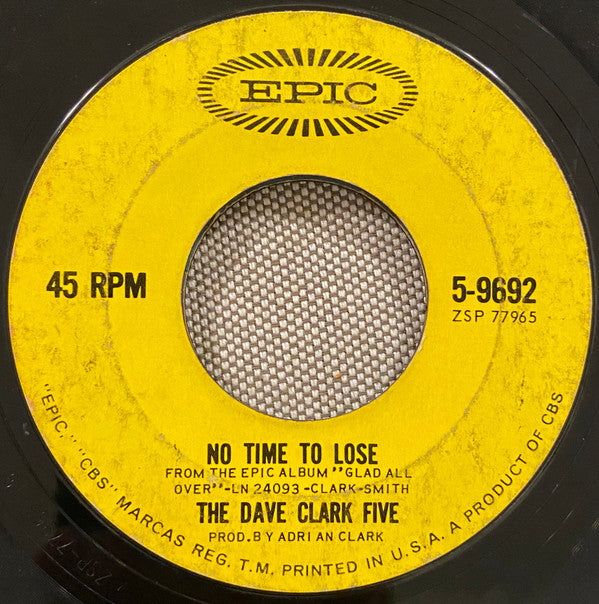 EPIC
45 RPM
5-9692
ZSP 77965
NO TIME TO LOSE
FROM THE EPIC ALBUM "GLAD ALL
OVER"-LN 24093-CLARK-SMITH
THE DAVE CLARK FIVE
PROD.BY ADRIAN CLARK
"EPIC," "CBS" MARCAS REG. T.M. PRINTED IN U.S.A. A PRODUCT OF CBS